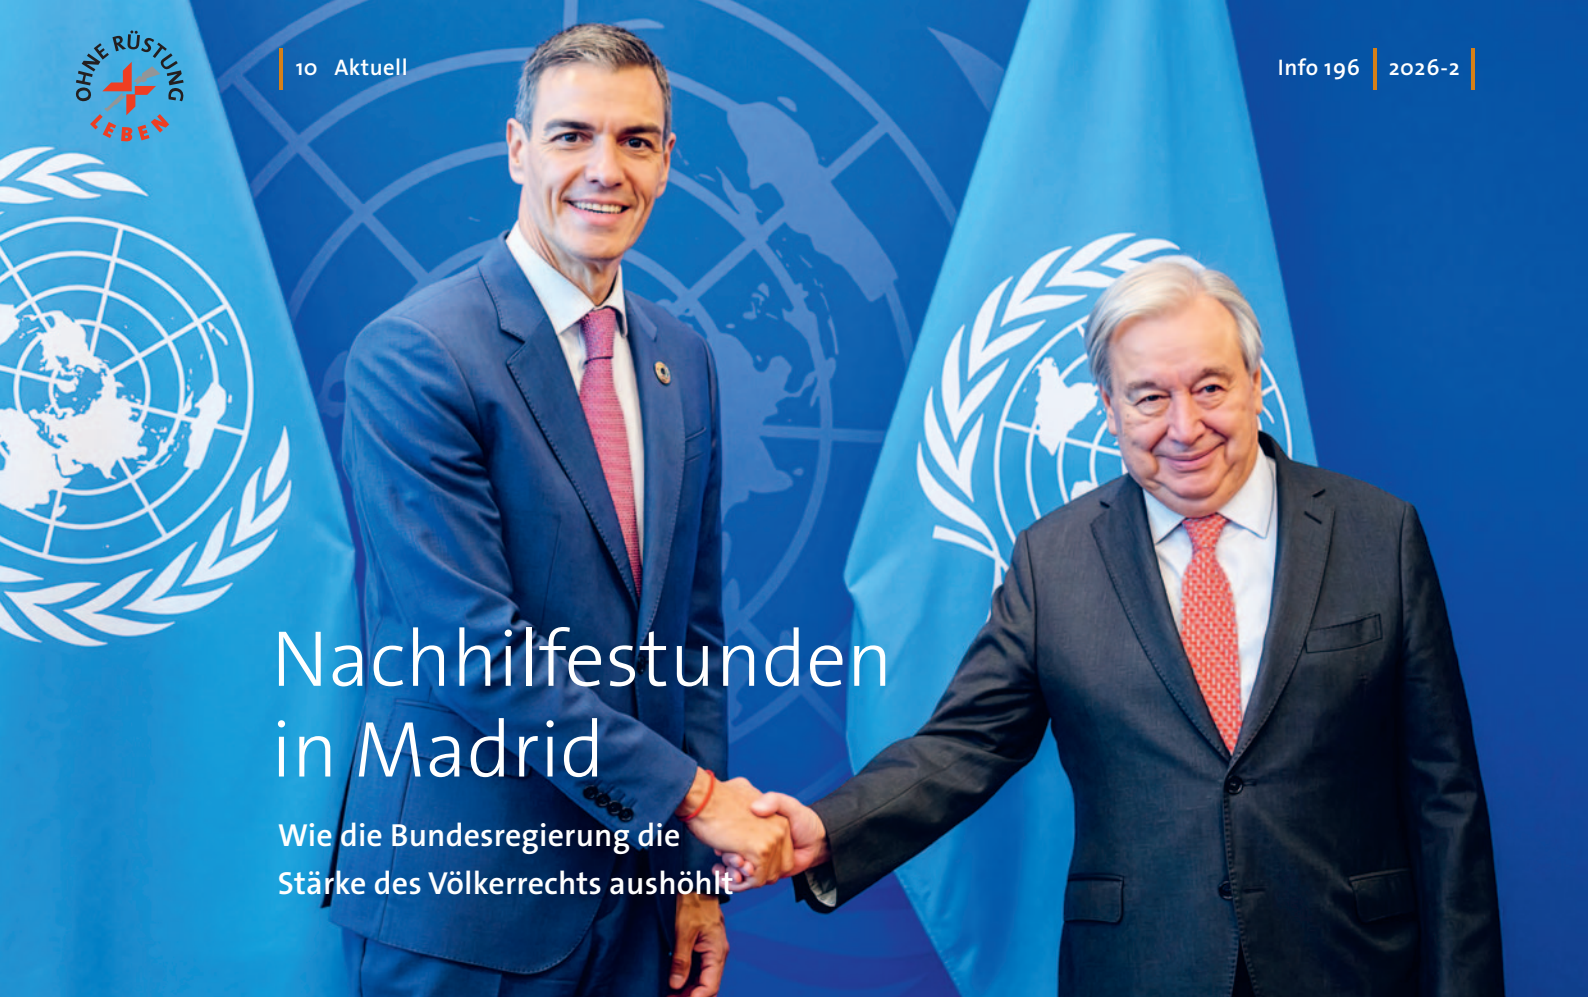 OHNE RÜSTUNG
LEBEN
10 Aktuell
Info 196 2026-2
Nachhilfestunden
in Madrid
Wie die Bundesregierung die
Stärke des Völkerrechts aushöhlt